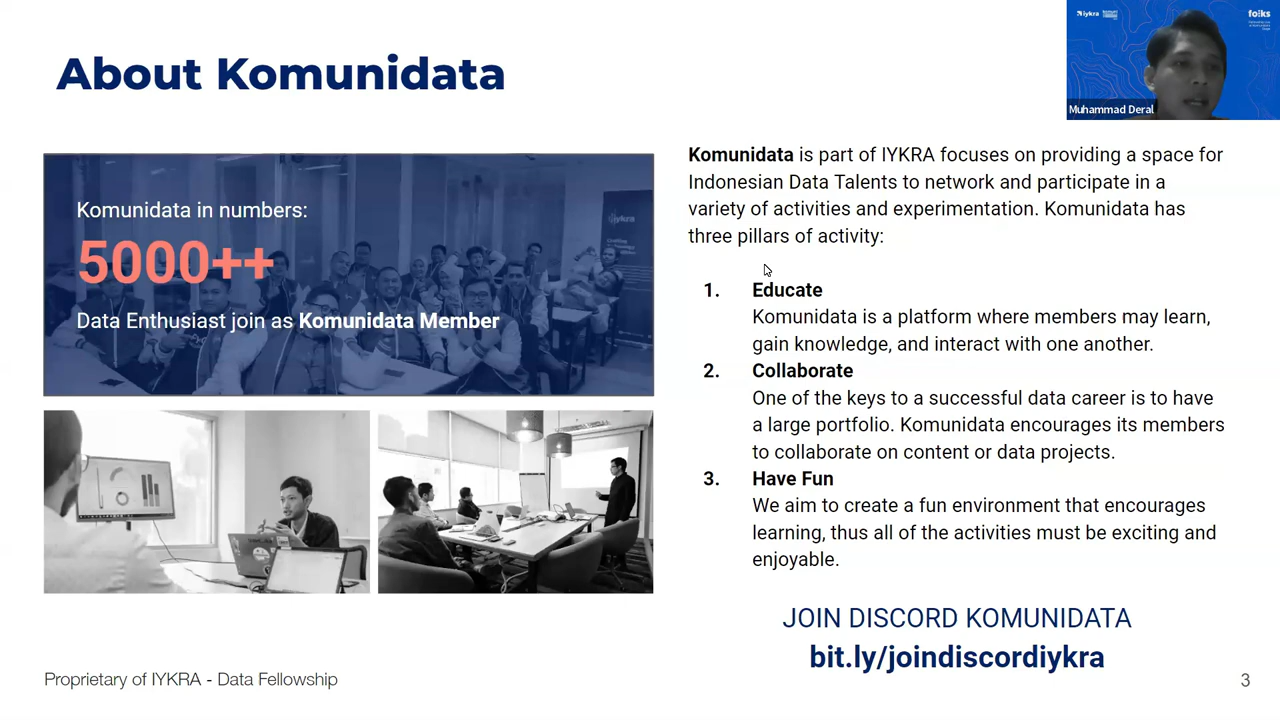 About Komunidata
iykra
fo/ks
Muhammad Deral
Komunidata in numbers:
5000++
Data Enthusiast join as Komunidata Member
iykra
Komunidata is part of IYKRA focuses on providing a space for
Indonesian Data Talents to network and participate in a
variety of activities and experimentation. Komunidata has
three pillars of activity:
1. Educate
Komunidata is a platform where members may learn,
gain knowledge, and interact with one another.
2. Collaborate
One of the keys to a successful data career is to have
a large portfolio. Komunidata encourages its members
to collaborate on content or data projects.
3. Have Fun
We aim to create a fun environment that encourages
learning, thus all of the activities must be exciting and
enjoyable.
JOIN DISCORD KOMUNIDATA
bit.ly/joindiscordiykra
Proprietary of IYKRA - Data Fellowship
3